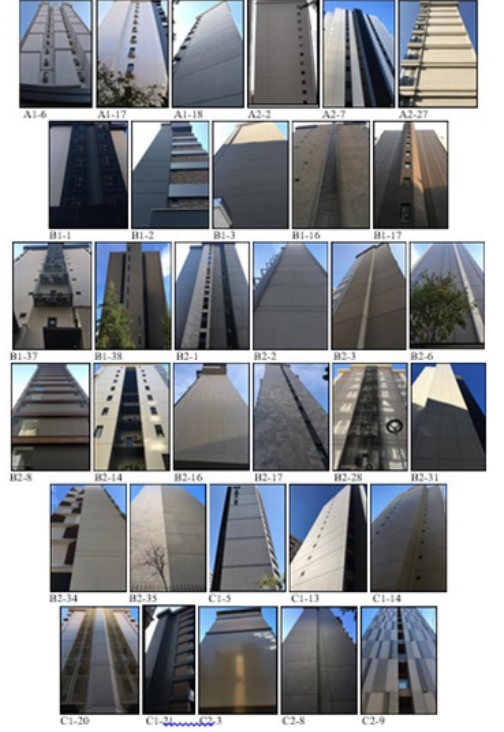 A1-6 A1-17 A1-18 A2-2 A2-7 A2-27
B1-1 B1-2 B1-3 B1-16 B1-17
B1-37 B1-38 B2-1 B2-2 B2-3 B2-6
B2-8 B2-14 B2-16 B2-17 B2-28 B2-31
B2-34 B2-35 C1-5 C1-13 C1-14
C1-20 C1-21 C2-3 C2-8 C2-9